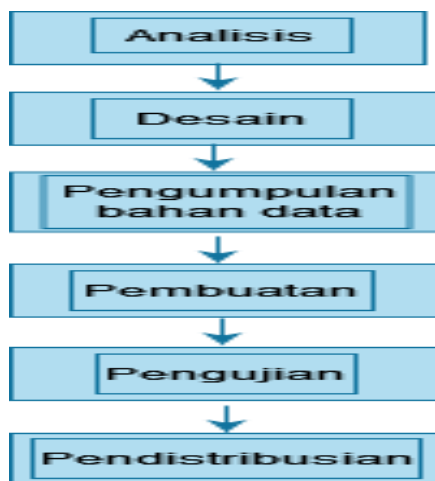 Analisis
Desain
Pengumpulan
bahan data
Pembuatan
Pengujian
Pendistribusian